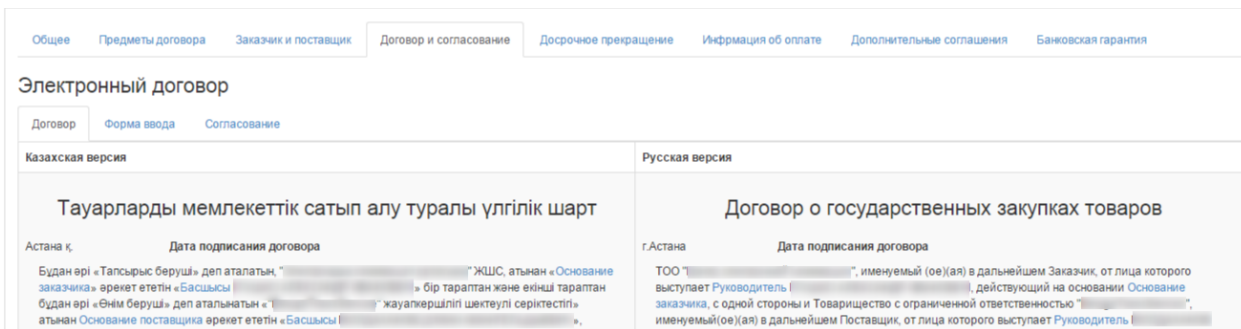 Общее Предметы договора Заказчик и поставщик Договор и согласование Досрочное прекращение Инфрмация об оплате Дополнительные соглашения Банковская гарантия
Электронный договор
Договор Форма ввода Согласование
Казахская версия
Тауарларды мемлекеттік сатып алу туралы үлгілік шарт
Астана қ. Дата подписания договора
Бұдан әрі «Тапсырыс беруші» деп аталатын, " " ЖШС, атынан «Основание
заказчика» әрекет ететін «Басшысы » бір тараптан және екінші тараптан
бұдан әрі «Өнім беруші» деп аталынатын « " жауапкершілігі шектеулі серіктестігі»
атынан Основание поставщика әрекет ететін «Басшысы »,
Русская версия
Договор о государственных закупках товаров
г.Астана Дата подписания договора
ТОО " ", именуемый (ое)(ая) в дальнейшем Заказчик, от лица которого
выступает Руководитель , действующий на основании Основание
заказчика, с одной стороны и Товарищество с ограниченной ответственностью " ",
именуемый(ое)(ая) в дальнейшем Поставщик, от лица которого выступает Руководитель